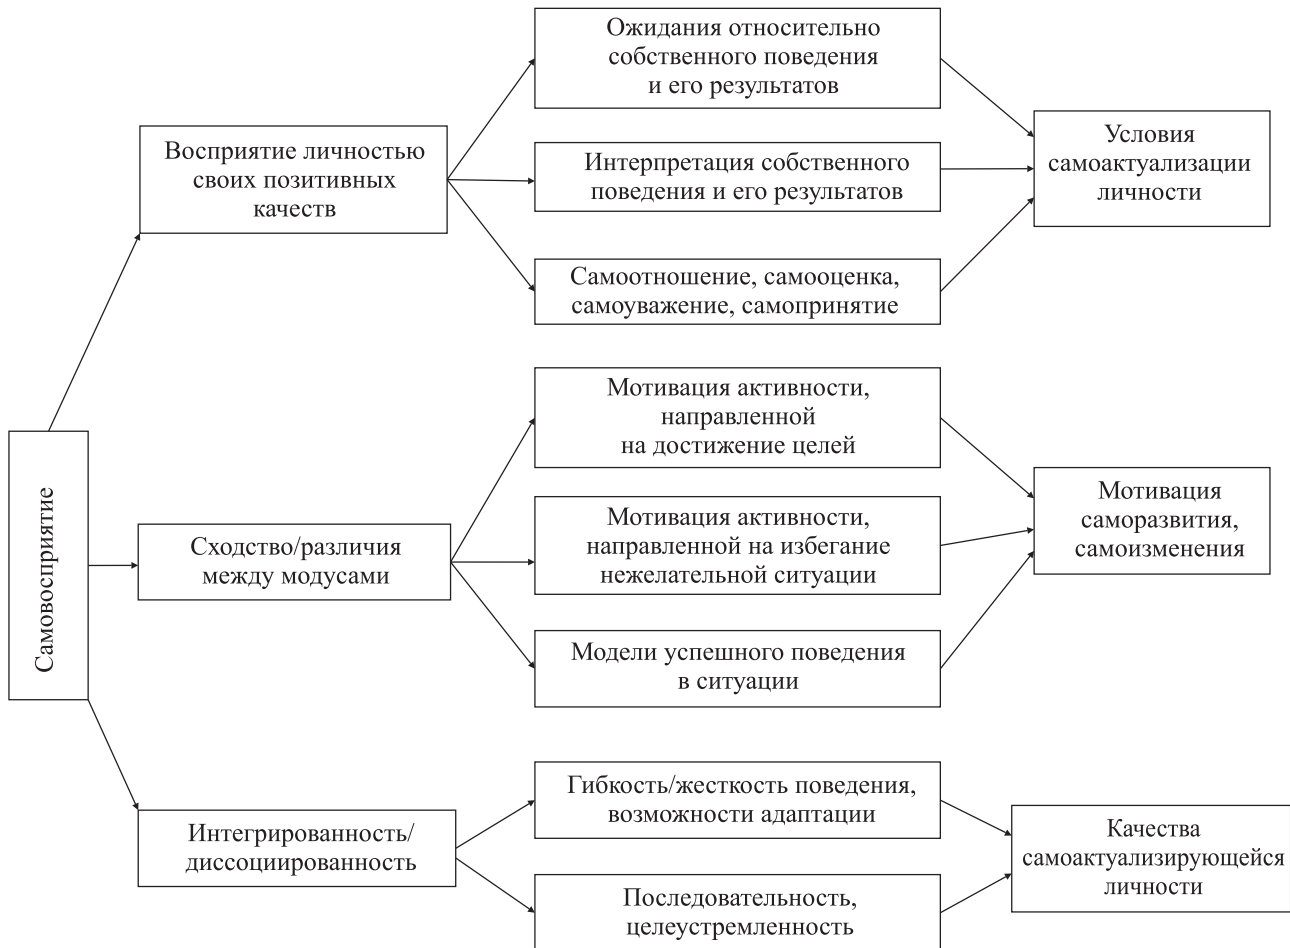 Самовосприятие
Восприятие личностью
своих позитивных
качеств
Ожидания относительно
собственного поведения
и его результатов
Интерпретация собственного
поведения и его результатов
Самоотношение, самооценка,
самоуважение, самопринятие
Условия
самоактуализации
личности
Сходство/различия
между модусами
Мотивация активности,
направленной
на достижение целей
Мотивация активности,
направленной на избегание
нежелательной ситуации
Модели успешного поведения
в ситуации
Мотивация
саморазвития,
самоизменения
Интегрированность/
диссоциированность
Гибкость/жесткость поведения,
возможности адаптации
Последовательность,
целеустремленность
Качества
самоактуализирующейся
личности